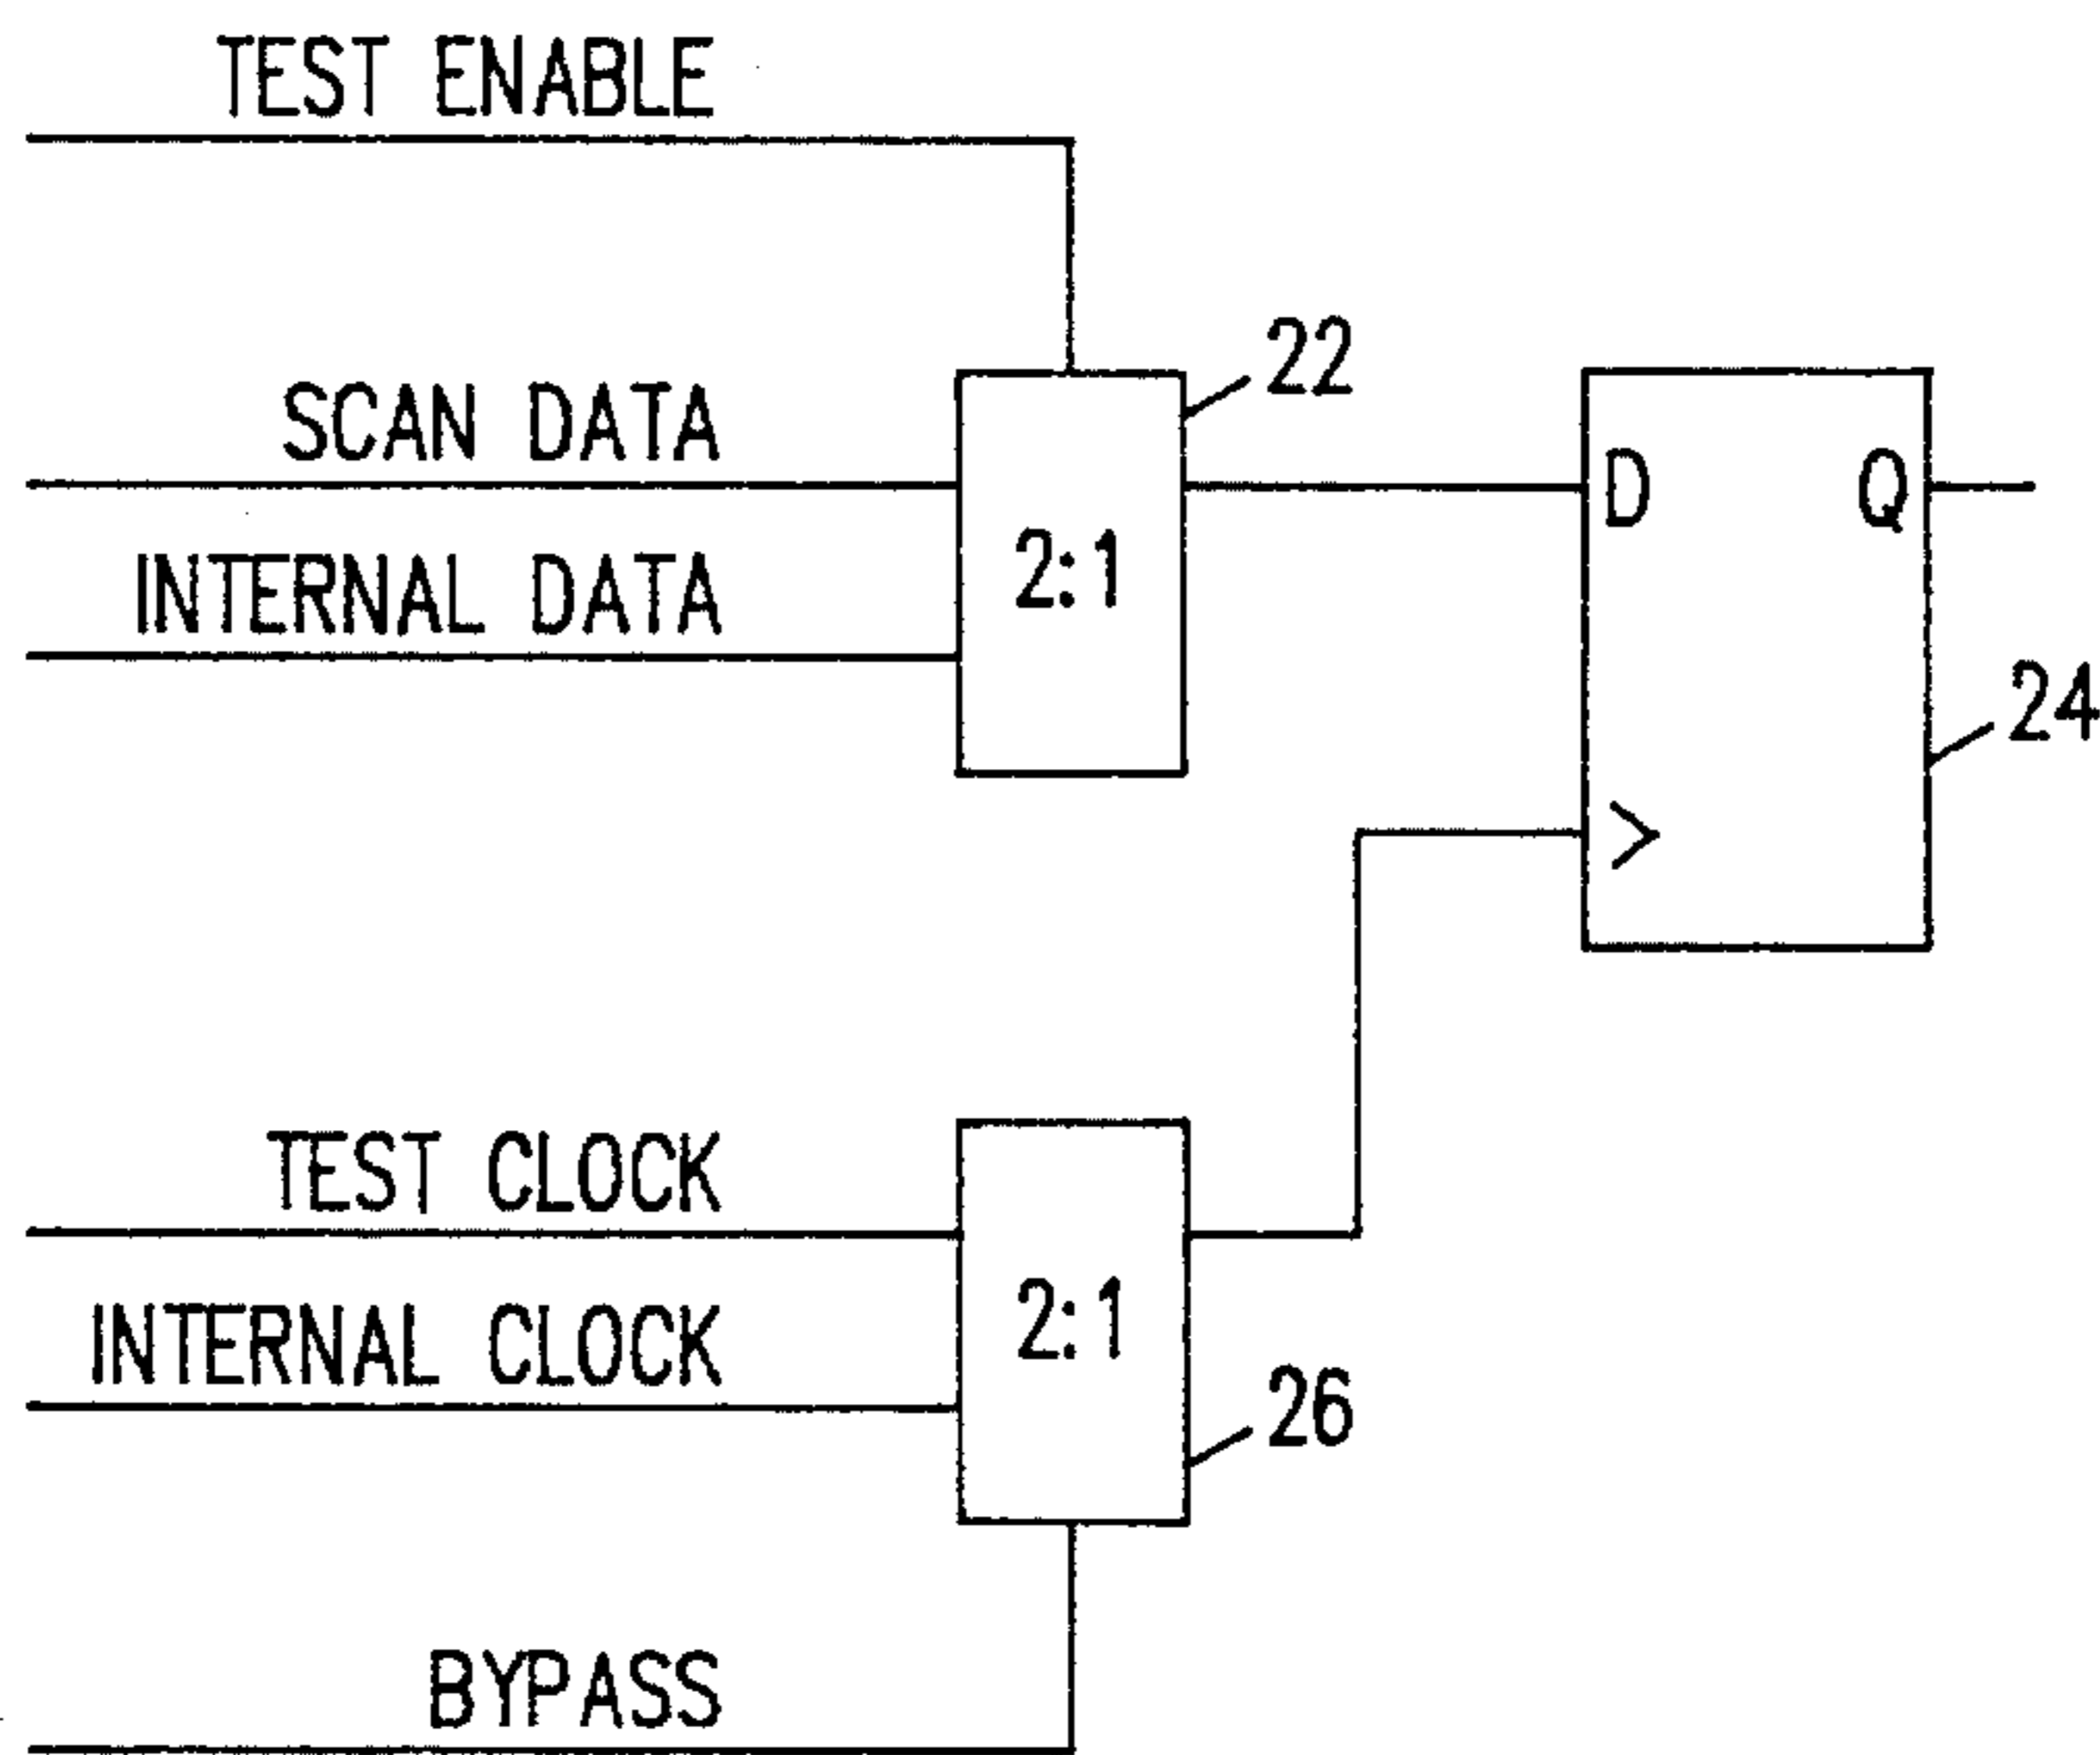 TEST ENABLE
22
SCAN DATA
D Q
INTERNAL DATA
2:1
24
>
TEST CLOCK
INTERNAL CLOCK
2:1
26
BYPASS